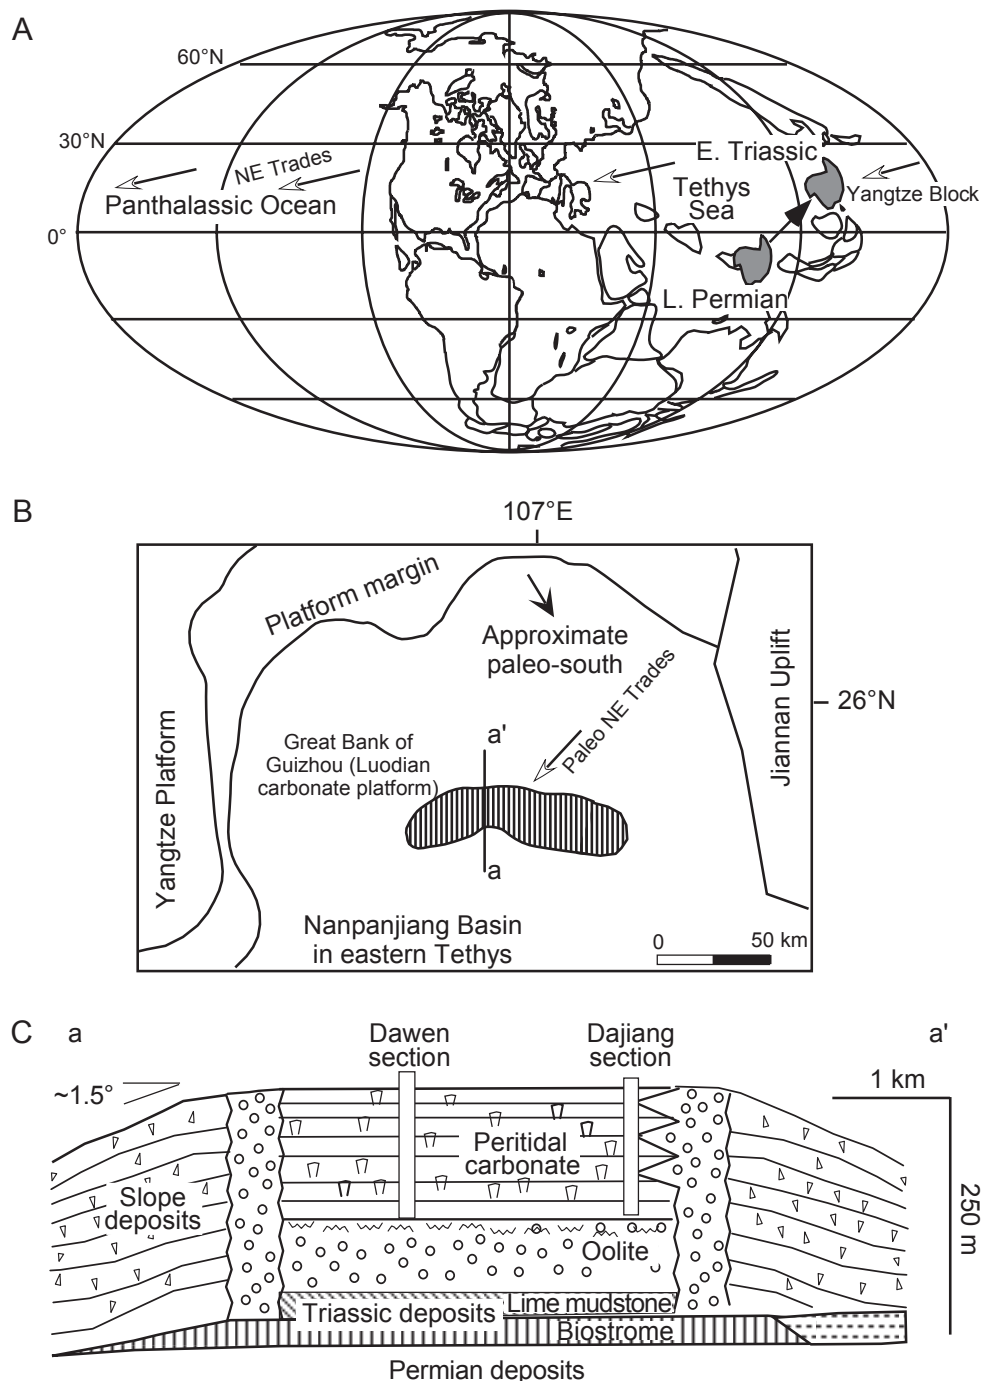 A
60°N
30°N
NE Trades
E. Triassic
Panthalassic Ocean
Tethys
Sea
Yangtze Block
0°
L. Permian
B
107°E
Platform margin
Approximate
paleo-south
Paleo NE Trades
Jiannan Uplift
26°N
a'
Great Bank of
Guizhou (Luodian
carbonate platform)
Yangtze Platform
a
Nanpanjiang Basin
in eastern Tethys
0
50 km
C
a
Dawen
section
Dajiang
section
a'
~1.5°
1 km
Peritidal
carbonate
Slope
deposits
250 m
Oolite
Triassic deposits
Lime mudstone
Biostrome
Permian deposits